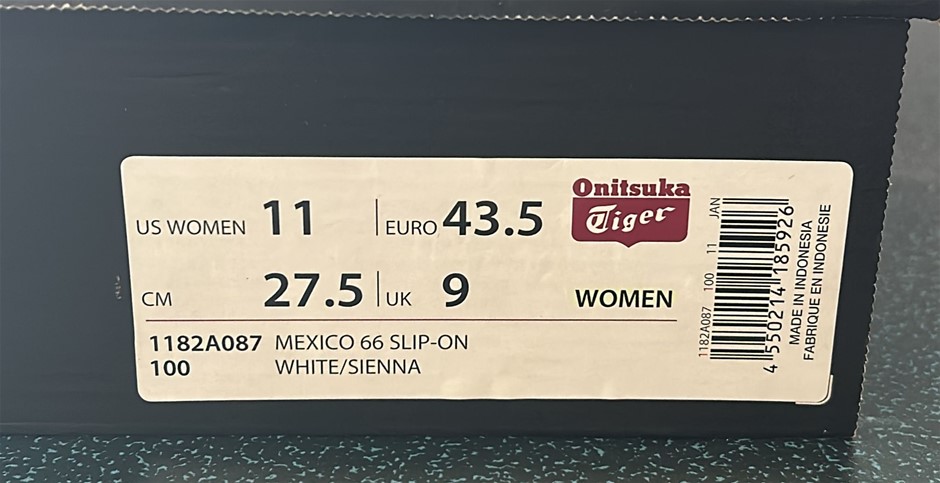 US WOMEN 11 EURO 43.5
CM 27.5 UK 9
Onitsuka
Tiger
WOMEN
1182A087 MEXICO 66 SLIP-ON
100 WHITE/SIENNA
1182A087 100 11 JAN
4 550214 185926
MADE IN INDONESIA
FABRIQUE EN INDONESIE